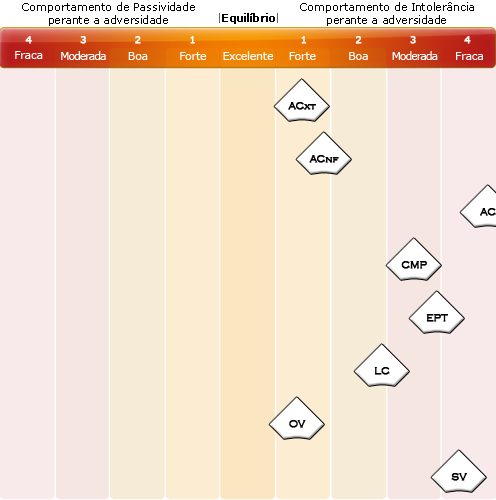 Comportamento de Passividade
perante a adversidade
|Equilíbrio|
Comportamento de Intolerância
perante a adversidade
4 3 2 1 1 2 3 4
Fraca Moderada Boa Forte Excelente Forte Boa Moderada Fraca
ACXT
ACNF
AC
CMP
EPT
LC
OV
SV